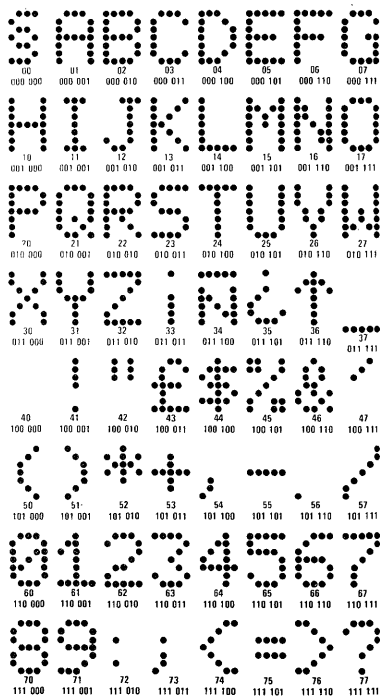 S A B C D E F G
00 01 02 03 04 05 06 07
000 000 000 001 000 010 000 011 000 100 000 101 000 110 000 111
H I J K L M N O
10 11 12 13 14 15 16 17
001 000 001 001 001 010 001 011 001 100 001 101 001 110 001 111
P Q R S T U V W
20 21 22 23 24 25 26 27
010 000 010 001 010 010 010 011 010 100 010 101 010 110 010 111
X Y Z ¡ Ñ ¿ ↑ _
30 31 32 33 34 35 36 37
011 000 011 001 011 010 011 011 011 100 011 101 011 110 011 111
! " £ $ % & ′
40 41 42 43 44 45 46 47
100 000 100 001 100 010 100 011 100 100 100 101 100 110 100 111
( ) * + , - . /
50 51 52 53 54 55 56 57
101 000 101 001 101 010 101 011 101 100 101 101 101 110 101 111
0 1 2 3 4 5 6 7
60 61 62 63 64 65 66 67
110 000 110 001 110 010 110 011 110 100 110 101 110 110 110 111
8 9 : ; < = > ?
70 71 72 73 74 75 76 77
111 000 111 001 111 010 111 011 111 100 111 101 111 110 111 111